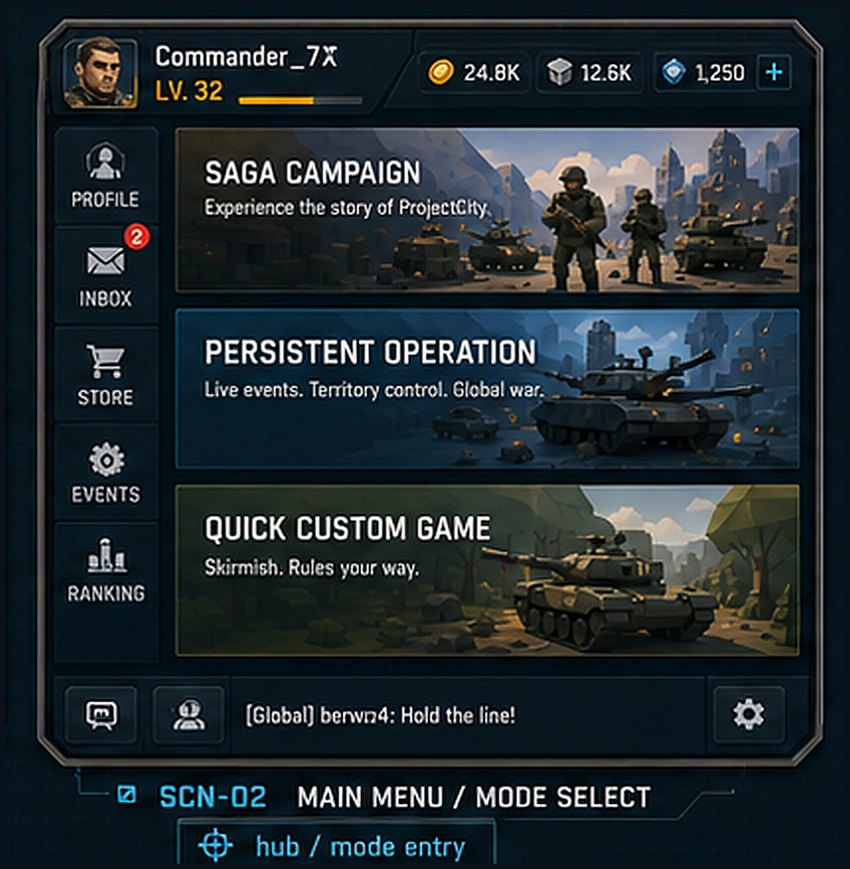 Commander_7X
LV. 32
24.8K
12.6K
1,250
+
PROFILE
2
INBOX
STORE
EVENTS
RANKING
SAGA CAMPAIGN
Experience the story of ProjectCity.
PERSISTENT OPERATION
Live events. Territory control. Global war.
QUICK CUSTOM GAME
Skirmish. Rules your way.
[Global] : Hold the line!
SCN-02 MAIN MENU / MODE SELECT
hub / mode entry